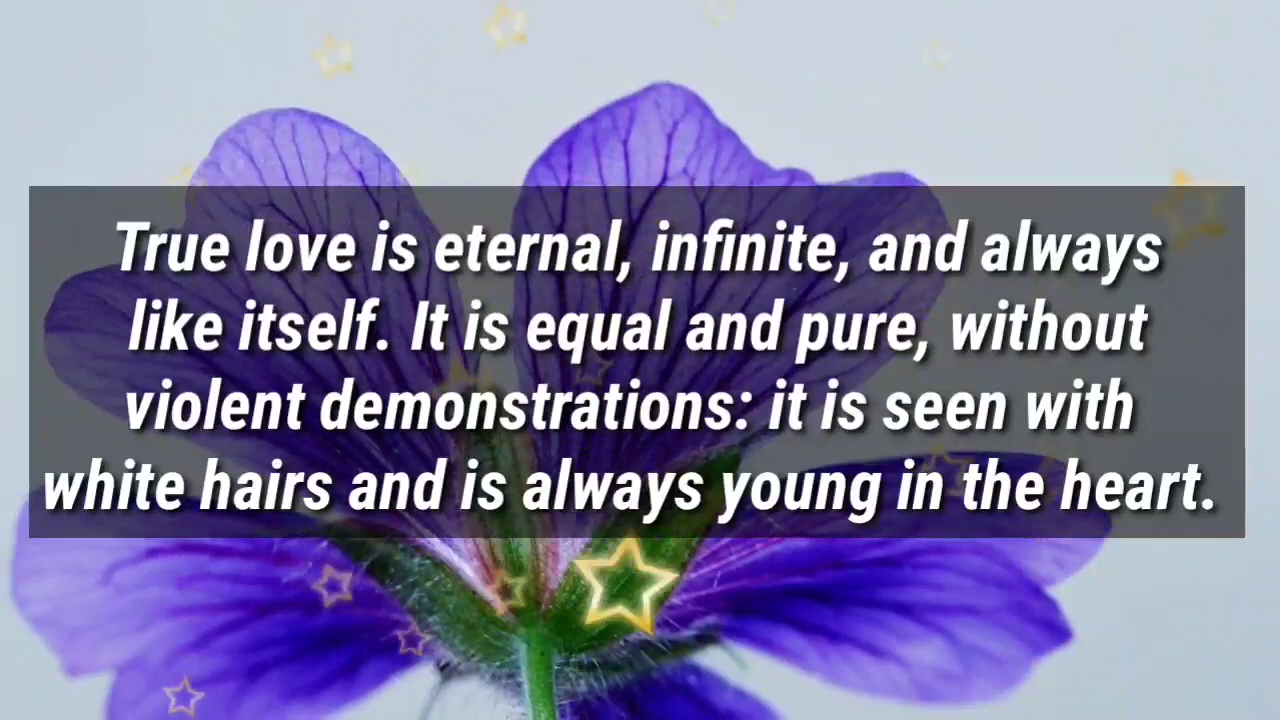 True love is eternal, infinite, and always
like itself. It is equal and pure, without
violent demonstrations: it is seen with
white hairs and is always young in the heart.